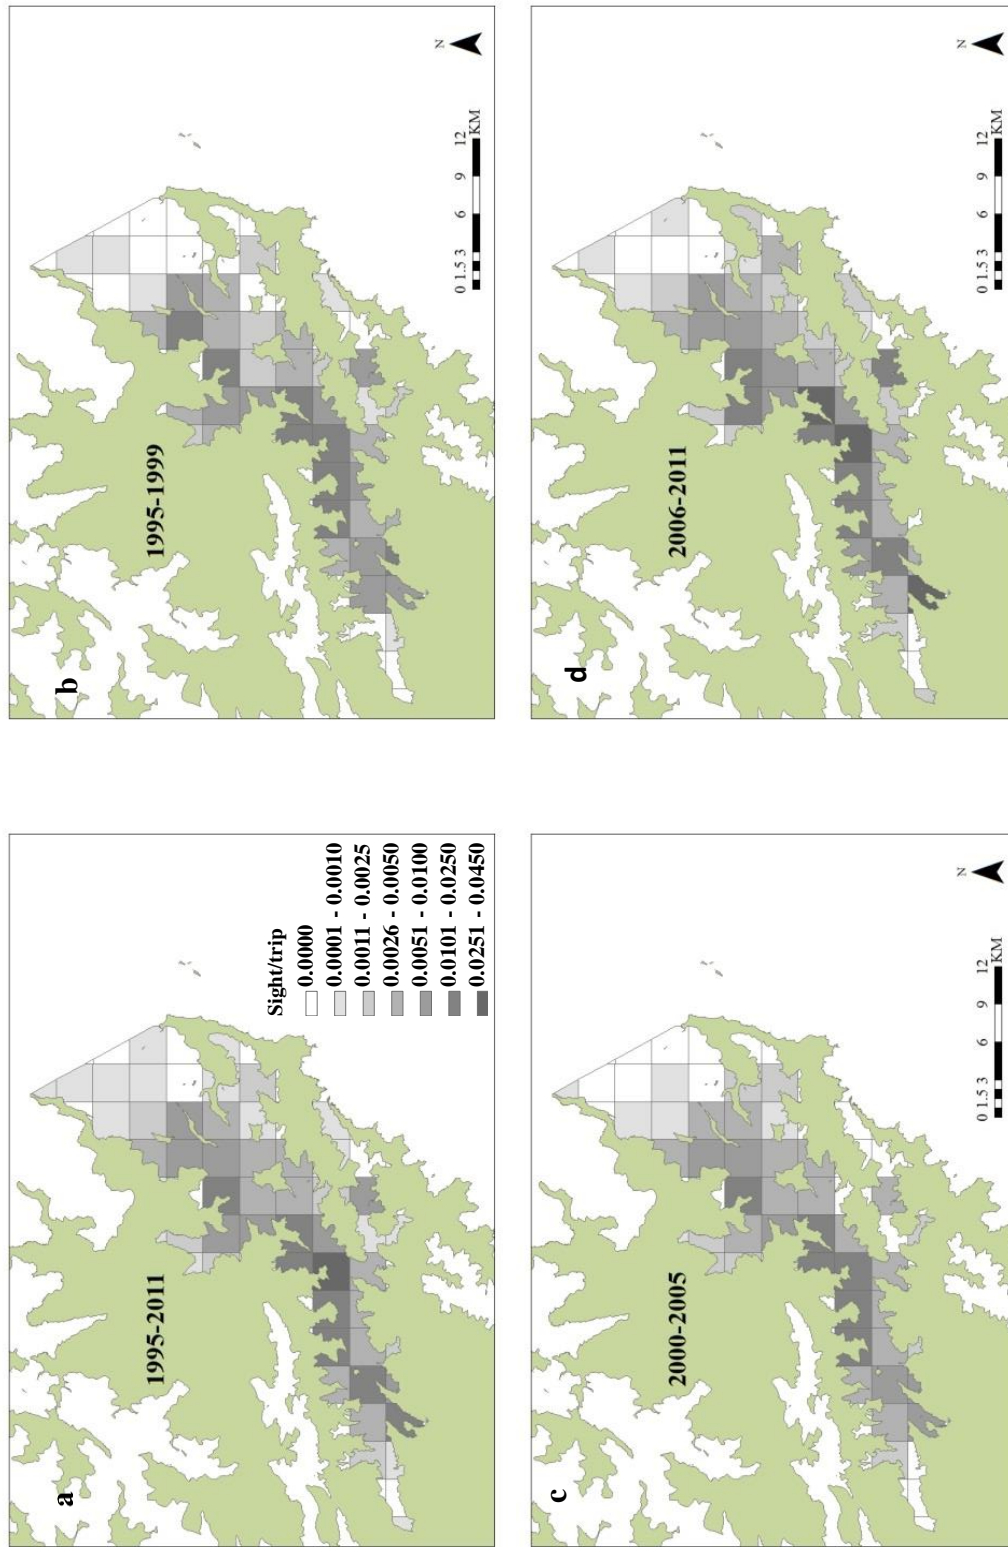 a
1995-2011
Sight/trip
0.0000
0.0001 - 0.0010
0.0011 - 0.0025
0.0026 - 0.0050
0.0051 - 0.0100
0.0101 - 0.0250
0.0251 - 0.0450
b
1995-1999
N
0 1.5 3 6 9 12
KM
c
2000-2005
N
0 1.5 3 6 9 12
KM
d
2006-2011
N
0 1.5 3 6 9 12
KM